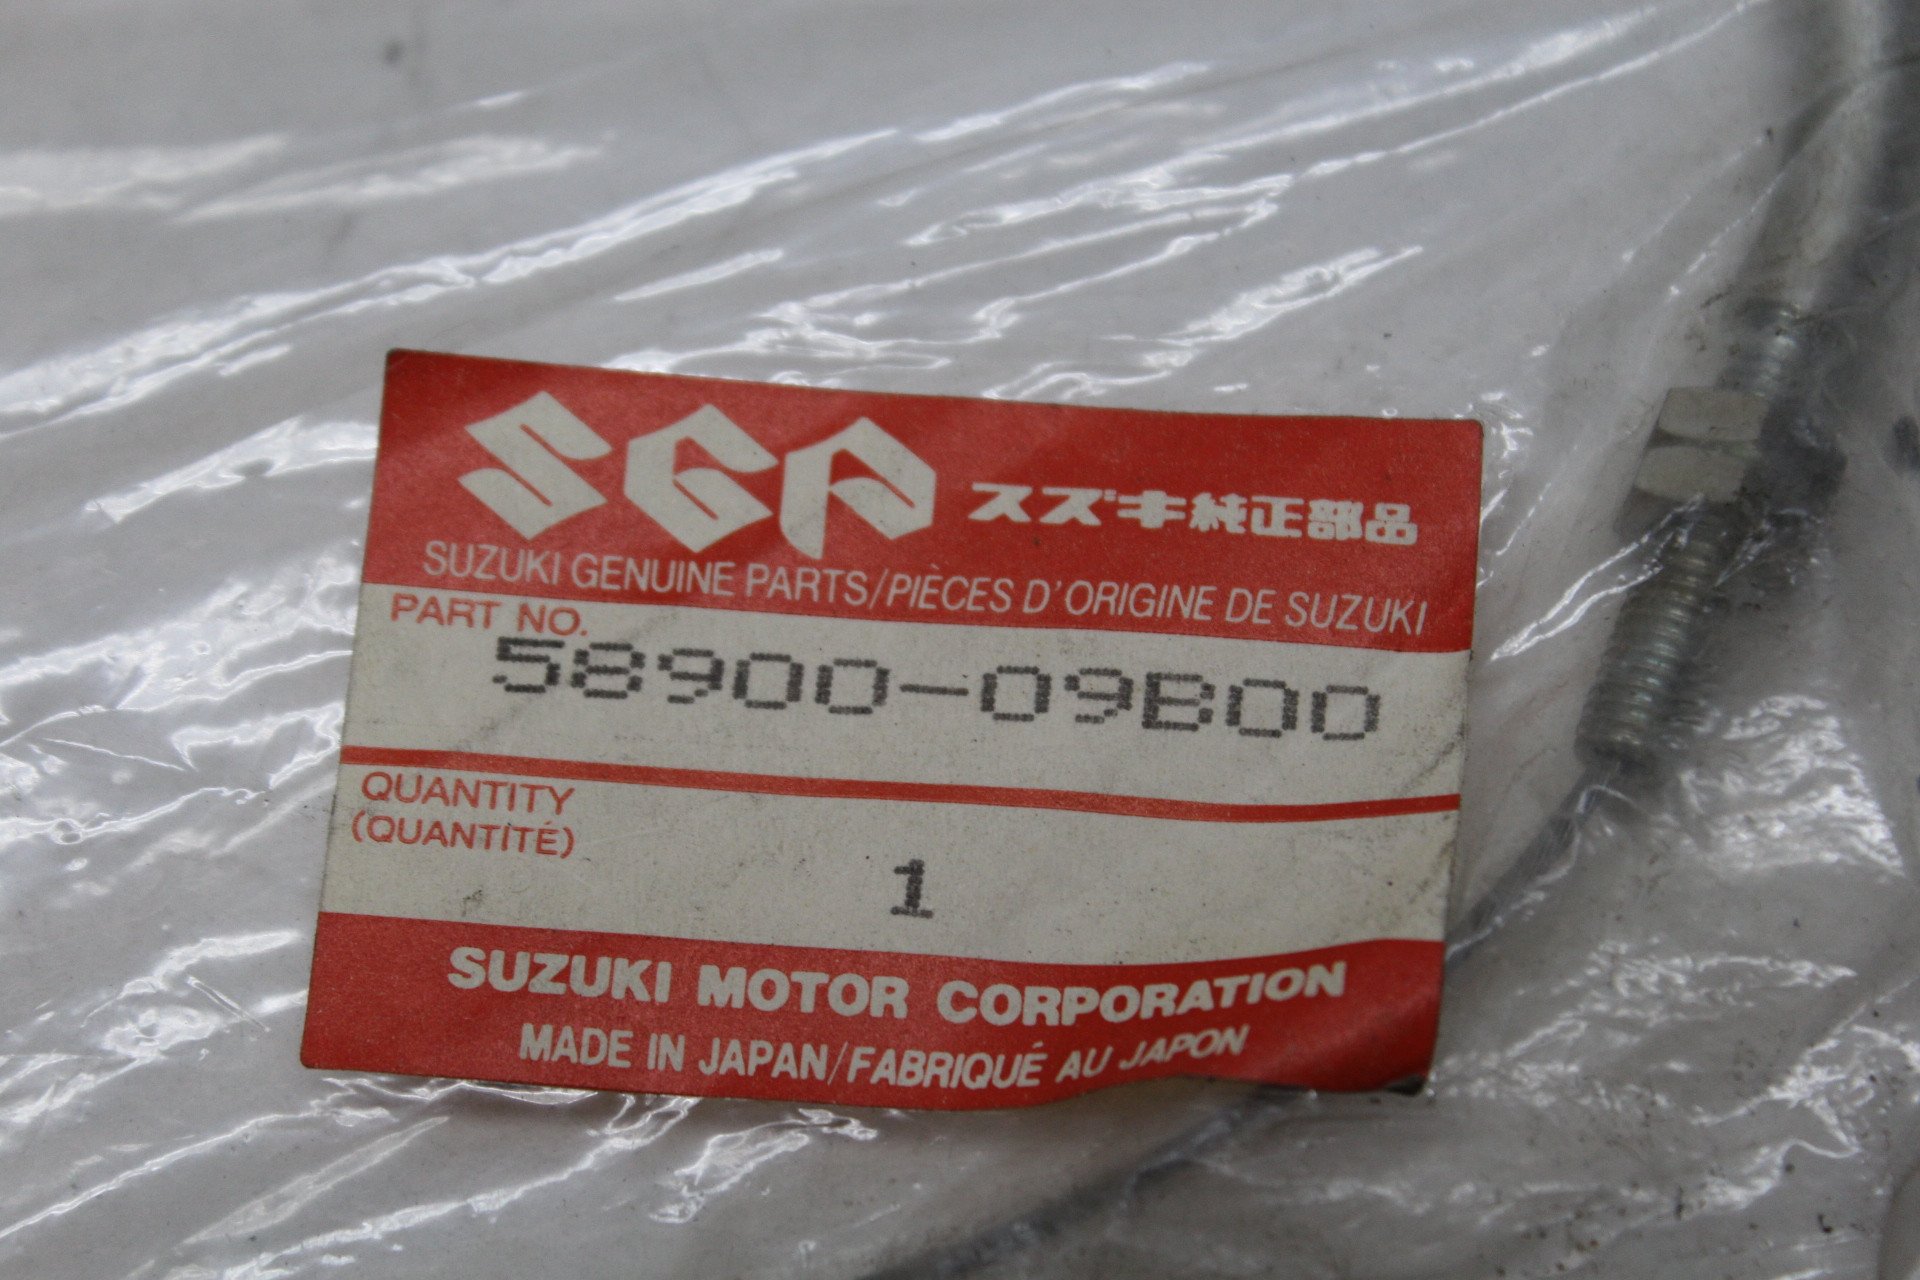 SGP スズキ純正部品
SUZUKI GENUINE PARTS/PIÈCES D'ORIGINE DE SUZUKI
PART NO.
58900-09B00
QUANTITY
(QUANTITÉ)
1
SUZUKI MOTOR CORPORATION
MADE IN JAPAN/FABRIQUÉ AU JAPON